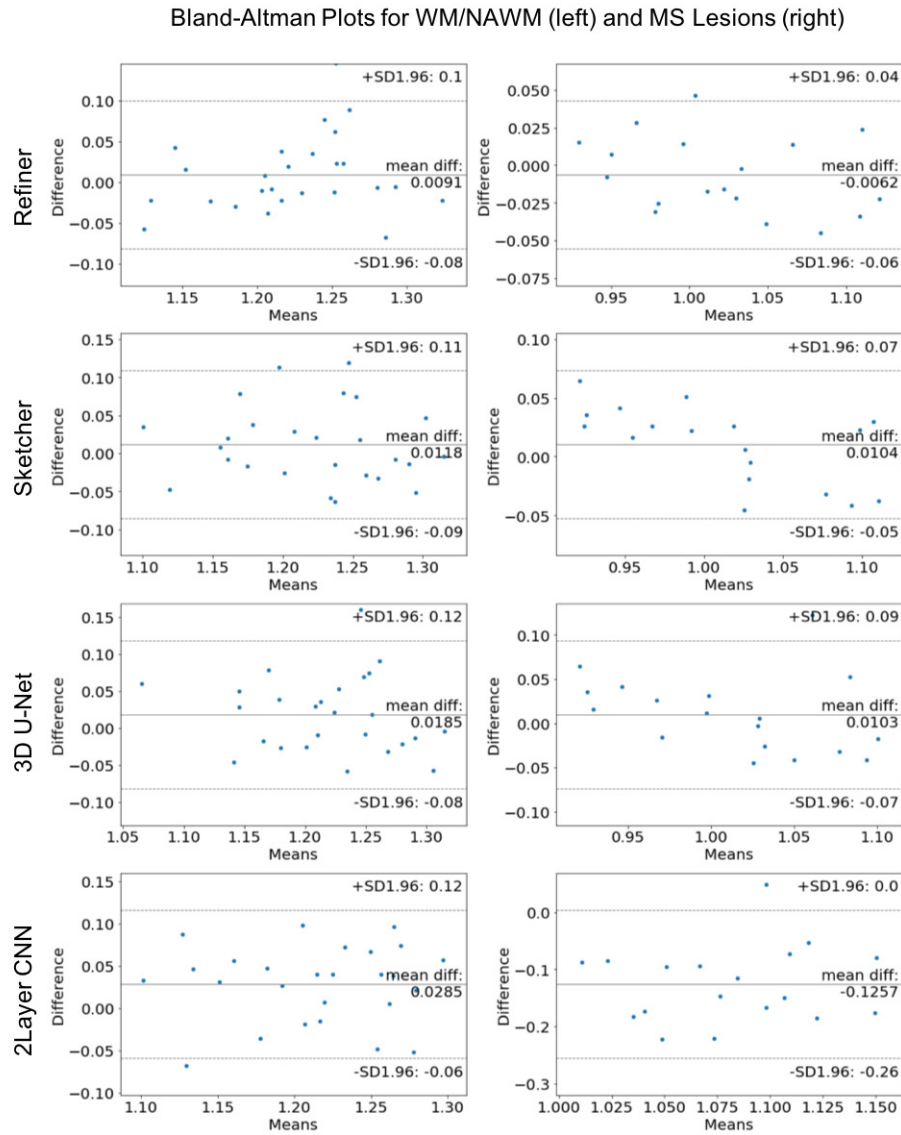 Bland-Altman Plots for WM/NAWM (left) and MS Lesions (right)
Refiner
Difference
0.10
0.05
0.00
−0.05
−0.10
+SD1.96: 0.1
mean diff:
0.0091
-SD1.96: -0.08
1.15 1.20 1.25 1.30
Means
Difference
0.050
0.025
0.000
−0.025
−0.050
−0.075
+SD1.96: 0.04
mean diff:
-0.0062
-SD1.96: -0.06
0.95 1.00 1.05 1.10
Means
Sketcher
Difference
0.15
0.10
0.05
0.00
−0.05
−0.10
+SD1.96: 0.11
mean diff:
0.0118
-SD1.96: -0.09
1.10 1.15 1.20 1.25 1.30
Means
Difference
0.10
0.05
0.00
−0.05
+SD1.96: 0.07
mean diff:
0.0104
-SD1.96: -0.05
0.95 1.00 1.05 1.10
Means
3D U-Net
Difference
0.15
0.10
0.05
0.00
−0.05
−0.10
+SD1.96: 0.12
mean diff:
0.0185
-SD1.96: -0.08
1.05 1.10 1.15 1.20 1.25 1.30
Means
Difference
0.10
0.05
0.00
−0.05
−0.10
+SD1.96: 0.09
mean diff:
0.0103
-SD1.96: -0.07
0.95 1.00 1.05 1.10
Means
2Layer CNN
Difference
0.15
0.10
0.05
0.00
−0.05
−0.10
+SD1.96: 0.12
mean diff:
0.0285
-SD1.96: -0.06
1.10 1.15 1.20 1.25 1.30
Means
Difference
0.0
−0.1
−0.2
−0.3
+SD1.96: 0.0
mean diff:
-0.1257
-SD1.96: -0.26
1.000 1.025 1.050 1.075 1.100 1.125 1.150
Means